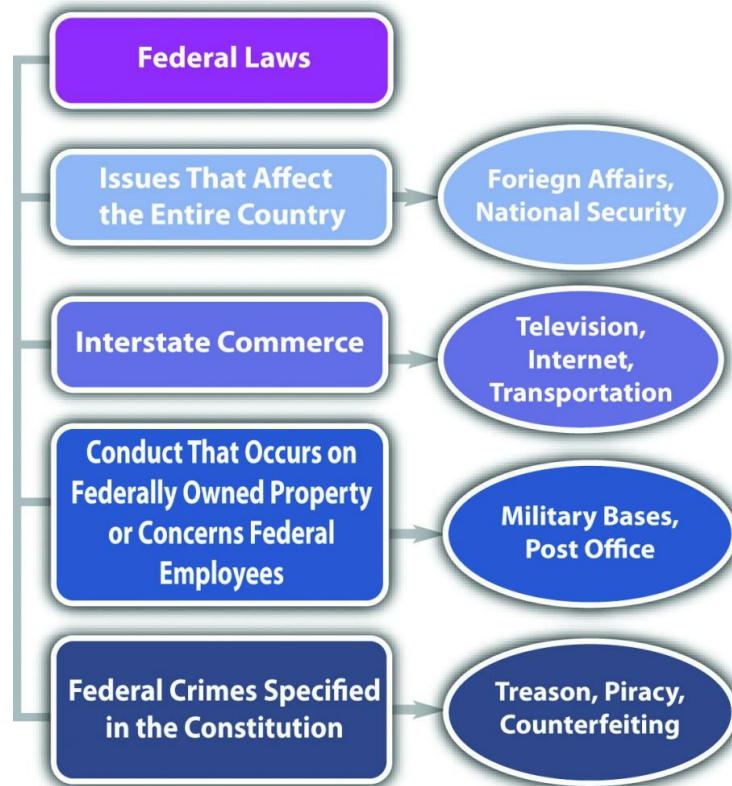 Federal Laws
Issues That Affect
the Entire Country
Foriegn Affairs,
National Security
Interstate Commerce
Television,
Internet,
Transportation
Conduct That Occurs on
Federally Owned Property
or Concerns Federal
Employees
Military Bases,
Post Office
Federal Crimes Specified
in the Constitution
Treason, Piracy,
Counterfeiting